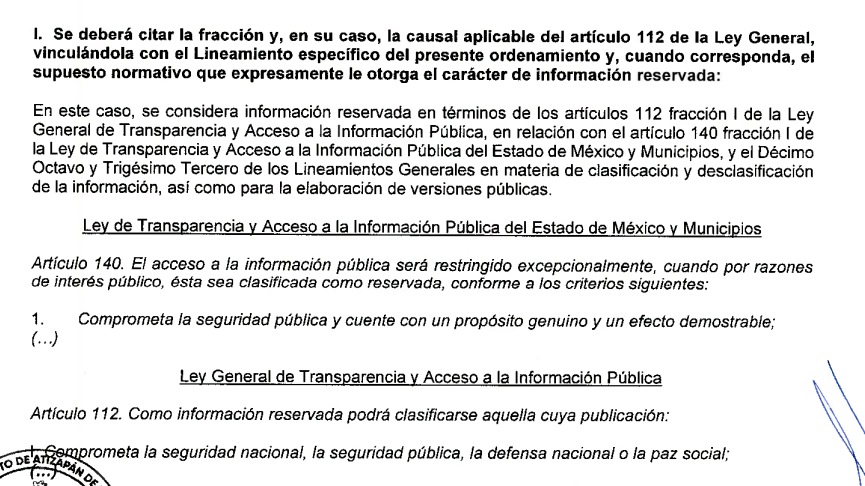 I. Se deberá citar la fracción y, en su caso, la causal aplicable del artículo 112 de la Ley General,
vinculándola con el Lineamiento específico del presente ordenamiento y, cuando corresponda, el
supuesto normativo que expresamente le otorga el carácter de información reservada:
En este caso, se considera información reservada en términos de los artículos 112 fracción I de la Ley
General de Transparencia y Acceso a la Información Pública, en relación con el artículo 140 fracción I de
la Ley de Transparencia y Acceso a la Información Pública del Estado de México y Municipios, y el Décimo
Octavo y Trigésimo Tercero de los Lineamientos Generales en materia de clasificación y desclasificación
de la información, así como para la elaboración de versiones públicas.
Ley de Transparencia y Acceso a la Información Pública del Estado de México y Municipios
Artículo 140. El acceso a la información pública será restringido excepcionalmente, cuando por razones
de interés público, ésta sea clasificada como reservada, conforme a los criterios siguientes:
1. Comprometa la seguridad pública y cuente con un propósito genuino y un efecto demostrable;
(...)
Ley General de Transparencia y Acceso a la Información Pública
Artículo 112. Como información reservada podrá clasificarse aquella cuya publicación:
I. Comprometa la seguridad nacional, la seguridad pública, la defensa nacional o la paz social;
(...)
TO DE ATIZAPÁN DE